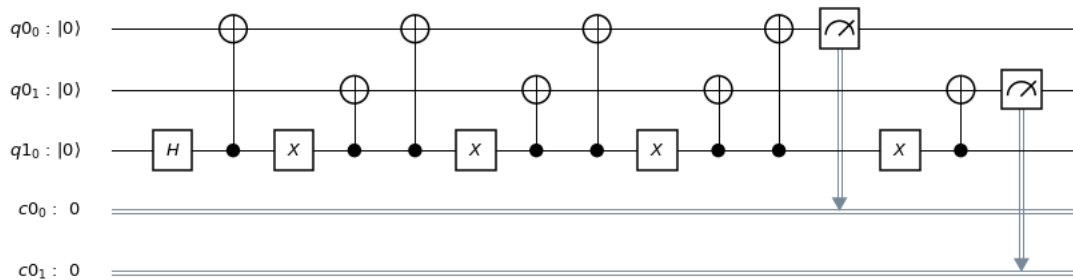 q0₀ : |0⟩
q0₁ : |0⟩
q1₀ : |0⟩ H X X X X
c0₀ : 0
c0₁ : 0